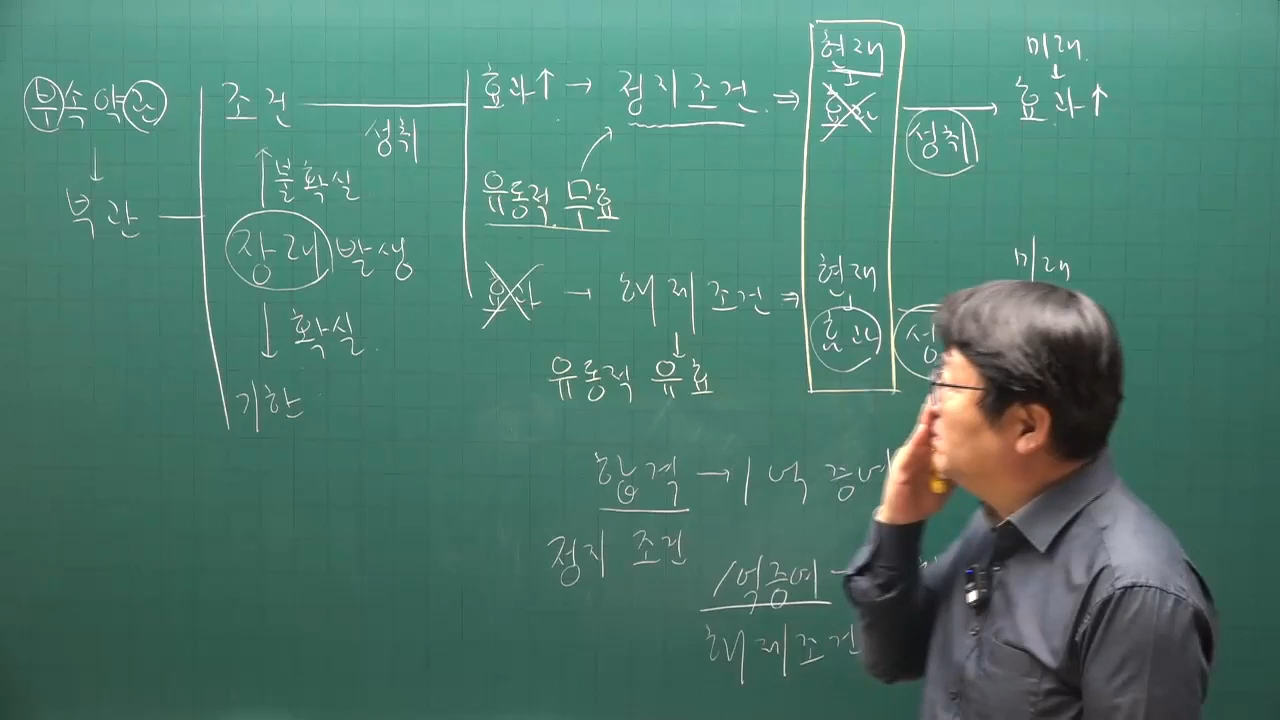 부속약관
부관
조건
성취
불확실
장래 발생
확실
기한
효과↑ → 정지조건 ⇒
유동적 무효
효과 → 해제조건 ⇒
유동적 유효
현재
효과
성취
미래
효과↑
현재
효과
성
미래
합격 → 1억 증여
정지조건
1억증여
해제조건